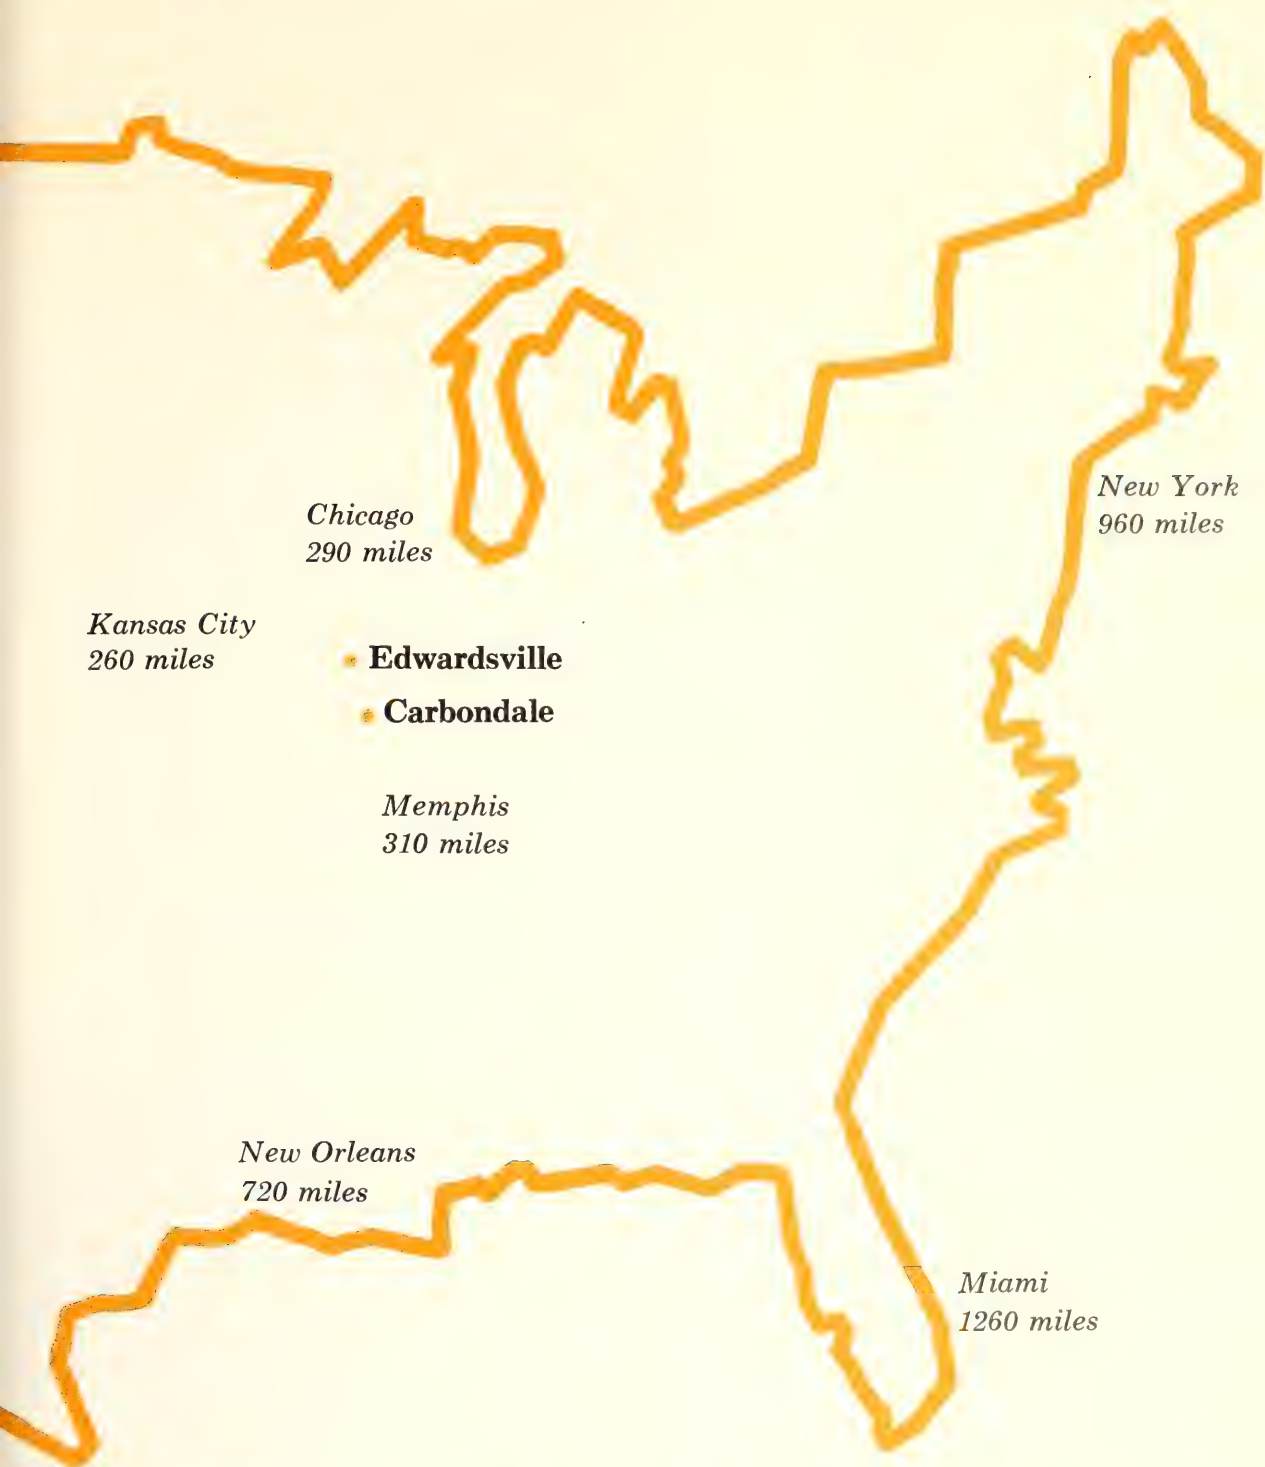 New York
960 miles
Chicago
290 miles
Kansas City
260 miles
Edwardsville
Carbondale
Memphis
310 miles
New Orleans
720 miles
Miami
1260 miles